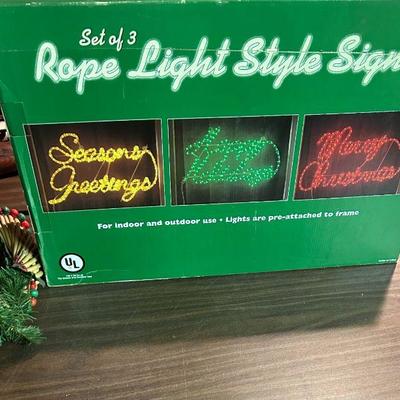 Set of 3
Rope Light Style Sign
Seasons
Greetings
Happy
Merry
Christmas
For indoor and outdoor use • Lights are pre-attached to frame
UL